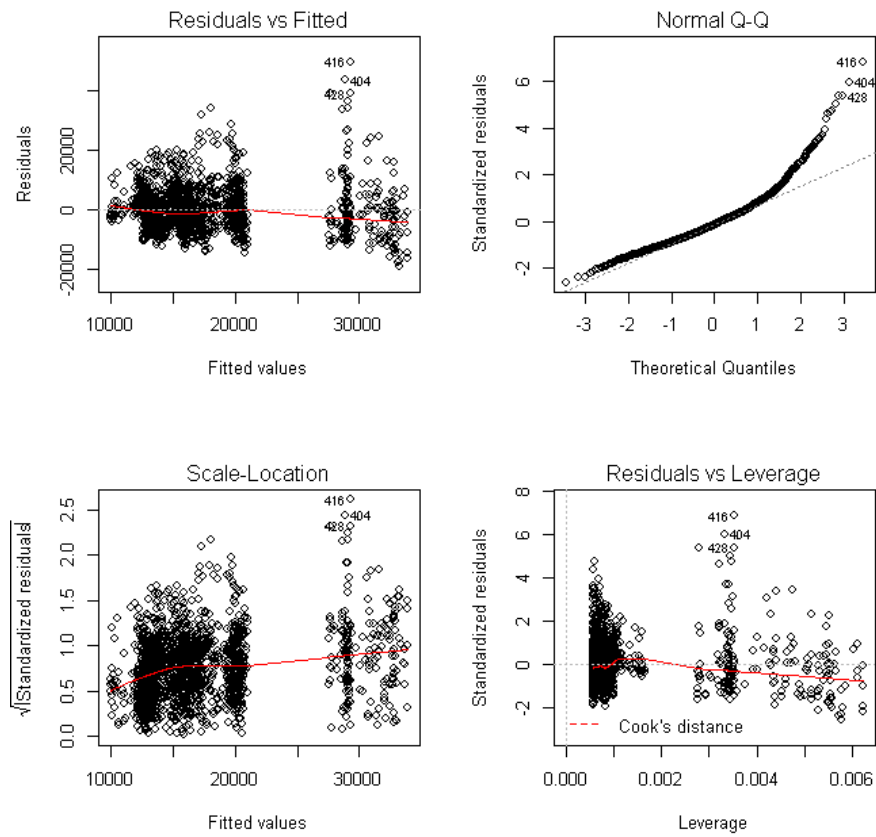 Residuals vs Fitted
416
404
428
Residuals
20000
0
-20000
10000 20000 30000
Fitted values
Normal Q-Q
416
404
428
Standardized residuals
6
4
2
0
-2
-3 -2 -1 0 1 2 3
Theoretical Quantiles
Scale-Location
416
404
428
√|Standardized residuals|
2.5
2.0
1.5
1.0
0.5
0.0
10000 20000 30000
Fitted values
Residuals vs Leverage
416
404
428
Standardized residuals
8
6
4
2
0
-2
Cook's distance
0.000 0.002 0.004 0.006
Leverage